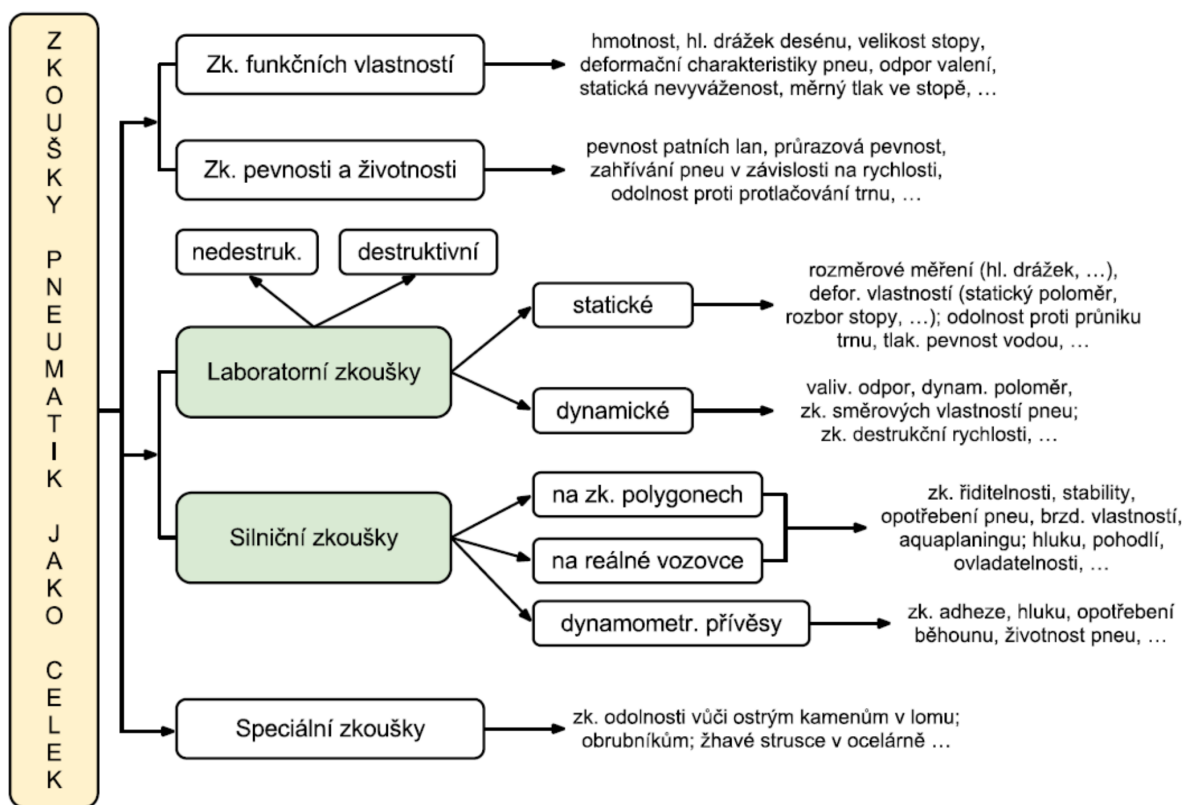 ZKOUŠKY PNEUMATIK JAKO CELEK
Zk. funkčních vlastností
hmotnost, hl. drážek desénu, velikost stopy,
deformační charakteristiky pneu, odpor valení,
statická nevyváženost, měrný tlak ve stopě, …
Zk. pevnosti a životnosti
pevnost patních lan, průrazová pevnost,
zahřívání pneu v závislosti na rychlosti,
odolnost proti protlačování trnu, …
nedestruk.
destruktivní
Laboratorní zkoušky
statické
rozměrové měření (hl. drážek, …),
defor. vlastností (statický poloměr,
rozbor stopy, …); odolnost proti průniku
trnu, tlak. pevnost vodou, …
dynamické
valiv. odpor, dynam. poloměr,
zk. směrových vlastností pneu;
zk. destrukční rychlosti, …
Silniční zkoušky
na zk. polygonech
na reálné vozovce
zk. řiditelnosti, stability,
opotřebení pneu, brzd. vlastností,
aquaplaningu; hluku, pohodlí,
ovladatelnosti, …
dynamometr. přívěsy
zk. adheze, hluku, opotřebení
běhounu, životnost pneu, …
Speciální zkoušky
zk. odolnosti vůči ostrým kamenům v lomu;
obrubníkům; žhavé strusce v ocelárně …